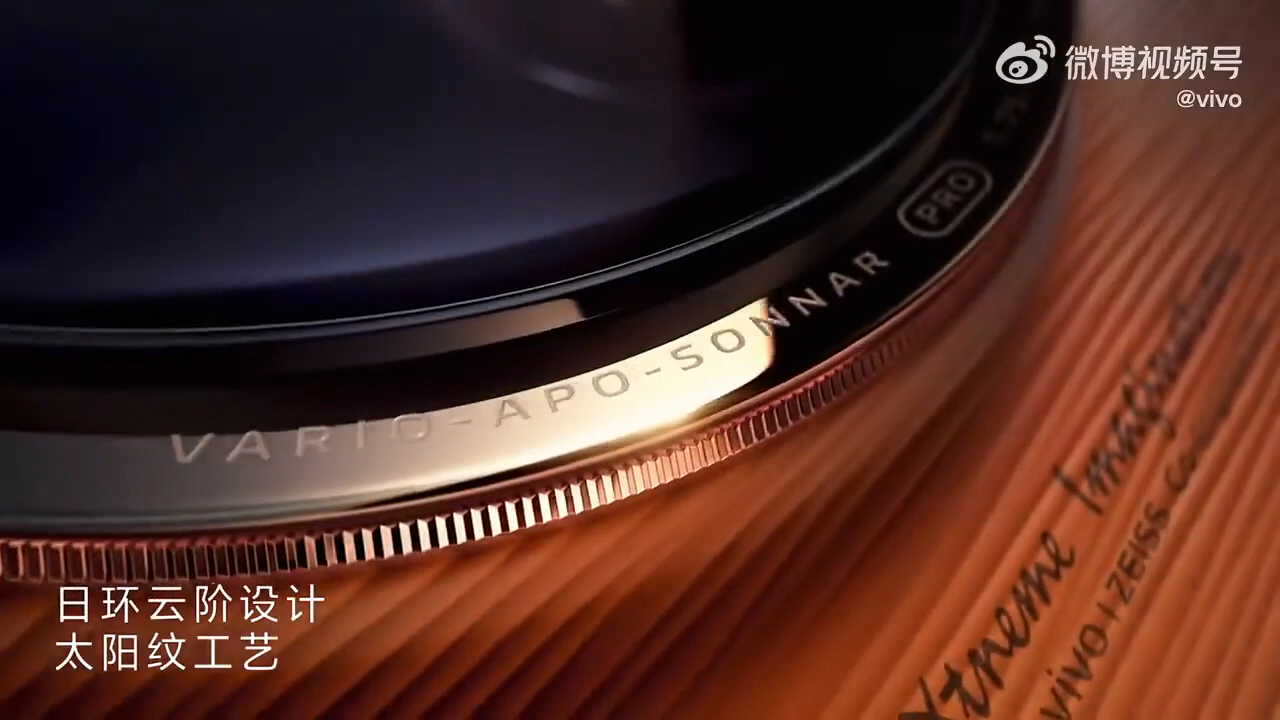 微博视频号
@vivo
VARIO-APO-SONNAR PRO
Xtreme Imagination
vivo | ZEISS
日环云阶设计
太阳纹工艺